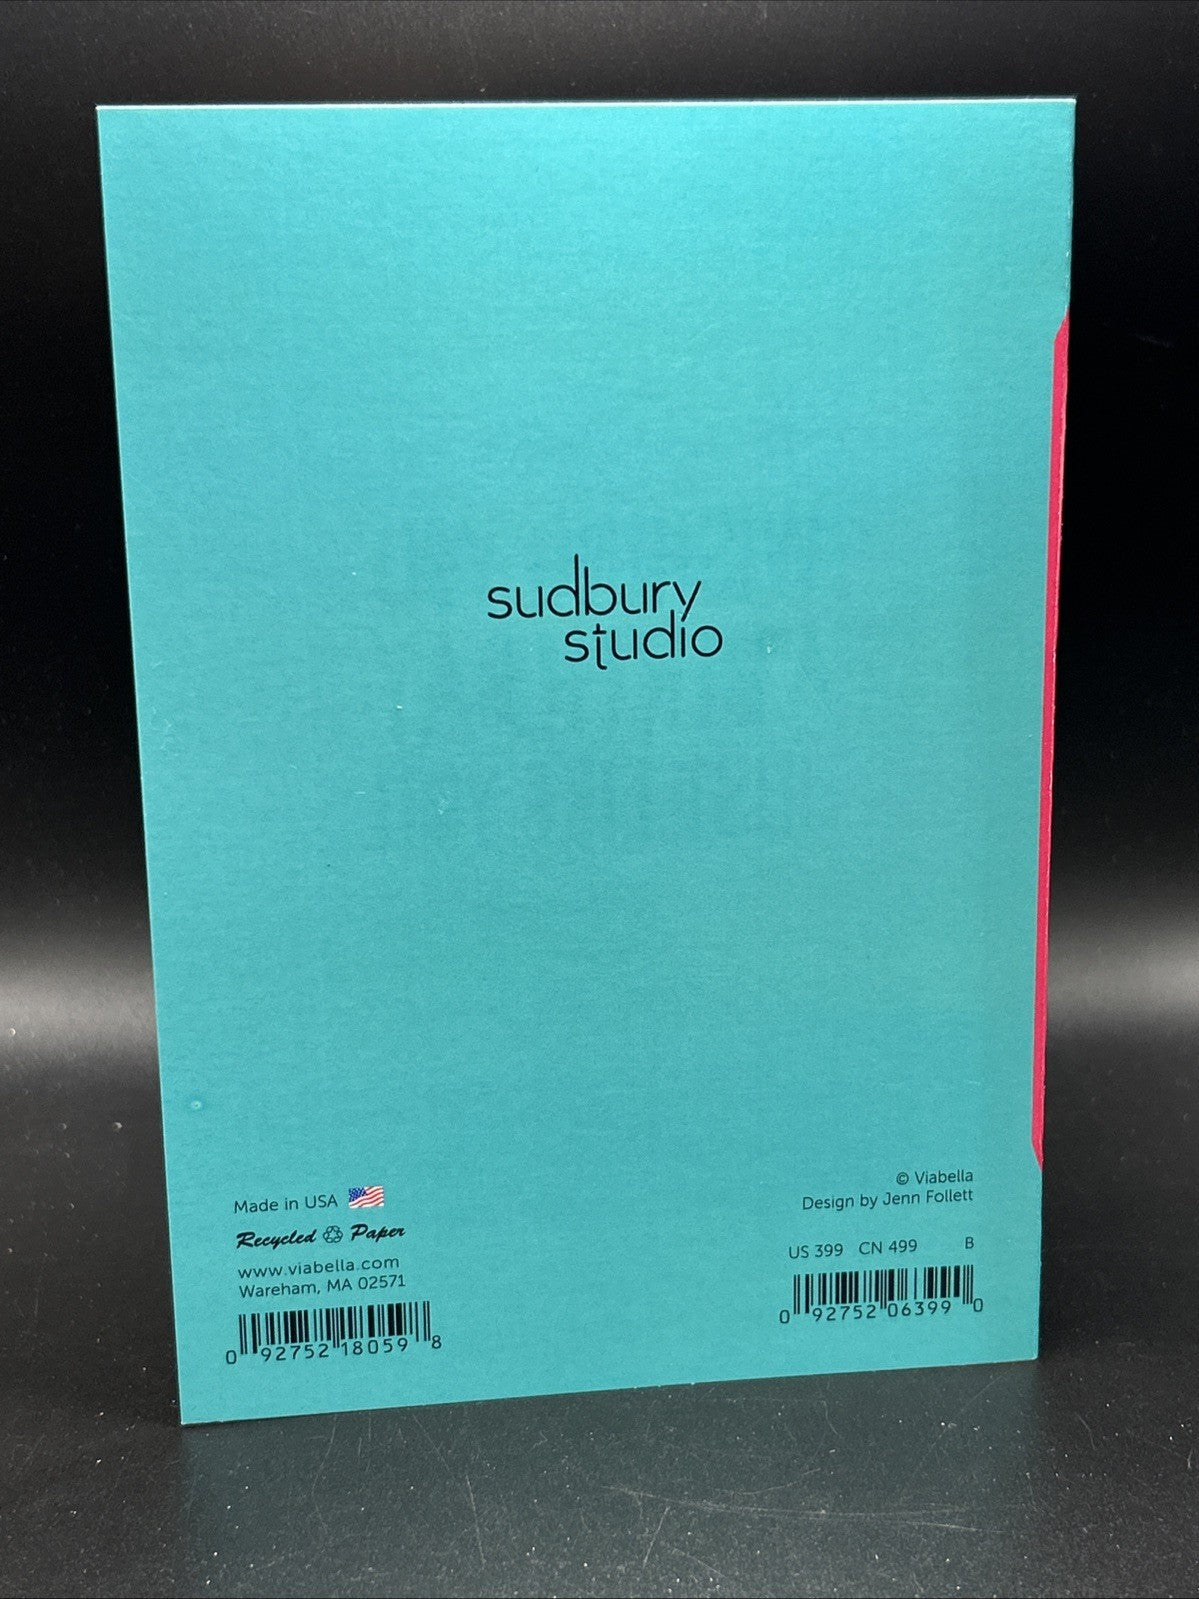 sudbury
studio
Made in USA
Recycled Paper
www.viabella.com
Wareham, MA 02571
0 92752 18059 8
© Viabella
Design by Jenn Follett
US 399 CN 499 B
0 92752 06399 0